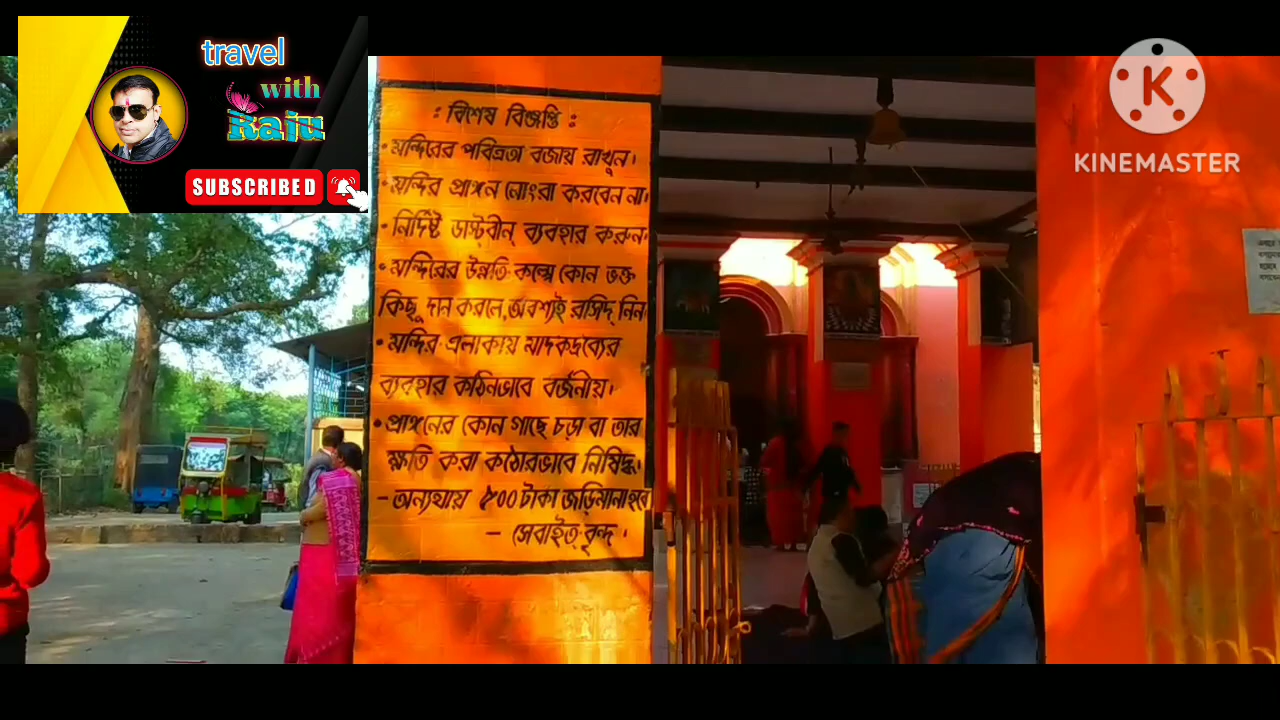 travel
with
Raju
SUBSCRIBED
K
KINEMASTER
: বিশেষ বিজ্ঞপ্তি :
• মন্দিরের পবিত্রতা বজায় রাখুন।
• মন্দির প্রাঙ্গন নোংরা করবেন না।
• নির্দিষ্ট ডাস্টবীন্ ব্যবহার করুন।
• মন্দিরের উন্নতি কল্পে কোন ভক্ত
কিছু দান করলে, অবশ্যই রসিদ্ নিন।
• মন্দির এলাকায় মাদকদ্রব্যের
ব্যবহার কঠিনভাবে বর্জনীয়।
• প্রাঙ্গনের কোন গাছে চড়া বা তার
ক্ষতি করা কঠোরভাবে নিষিদ্ধ।
– অন্যথায় ৫০০ টাকা জড়িমানা হবে
– সেবাইত্ বৃন্দ।